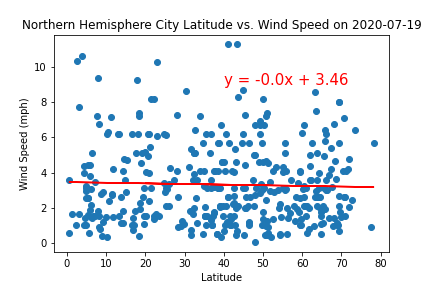 Northern Hemisphere City Latitude vs. Wind Speed on 2020-07-19
y = -0.0x + 3.46
Wind Speed (mph)
10
8
6
4
2
0
0 10 20 30 40 50 60 70 80
Latitude